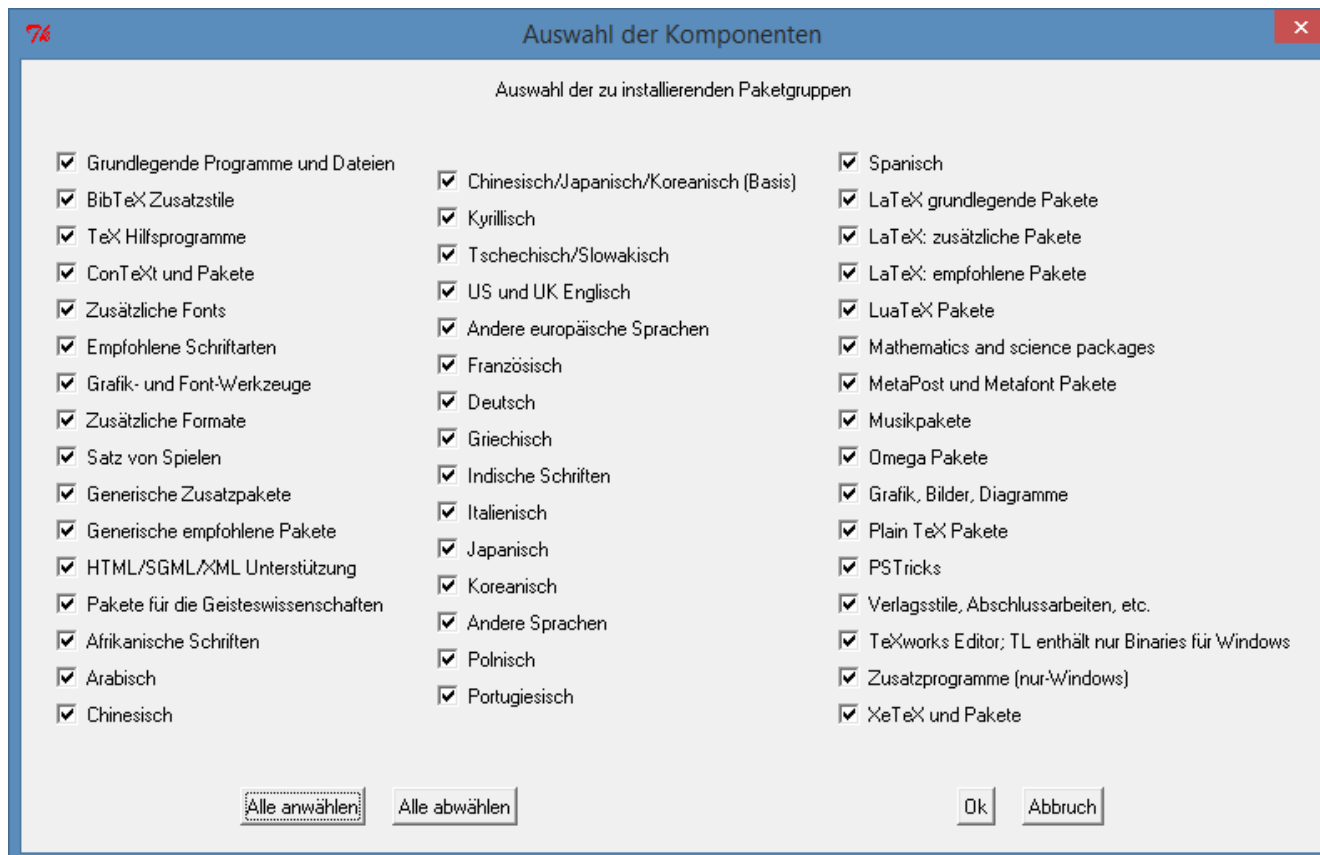 Auswahl der Komponenten
Auswahl der zu installierenden Paketgruppen
Grundlegende Programme und Dateien
BibTeX Zusatzstile
TeX Hilfsprogramme
ConTeXt und Pakete
Zusätzliche Fonts
Empfohlene Schriftarten
Grafik- und Font-Werkzeuge
Zusätzliche Formate
Satz von Spielen
Generische Zusatzpakete
Generische empfohlene Pakete
HTML/SGML/XML Unterstützung
Pakete für die Geisteswissenschaften
Afrikanische Schriften
Arabisch
Chinesisch
Chinesisch/Japanisch/Koreanisch (Basis)
Kyrillisch
Tschechisch/Slowakisch
US und UK Englisch
Andere europäische Sprachen
Französisch
Deutsch
Griechisch
Indische Schriften
Italienisch
Japanisch
Koreanisch
Andere Sprachen
Polnisch
Portugiesisch
Spanisch
LaTeX grundlegende Pakete
LaTeX: zusätzliche Pakete
LaTeX: empfohlene Pakete
LuaTeX Pakete
Mathematics and science packages
MetaPost und Metafont Pakete
Musikpakete
Omega Pakete
Grafik, Bilder, Diagramme
Plain TeX Pakete
PSTricks
Verlagsstile, Abschlussarbeiten, etc.
TeXworks Editor; TL enthält nur Binaries für Windows
Zusatzprogramme (nur-Windows)
XeTeX und Pakete
Alle anwählen
Alle abwählen
Ok
Abbruch